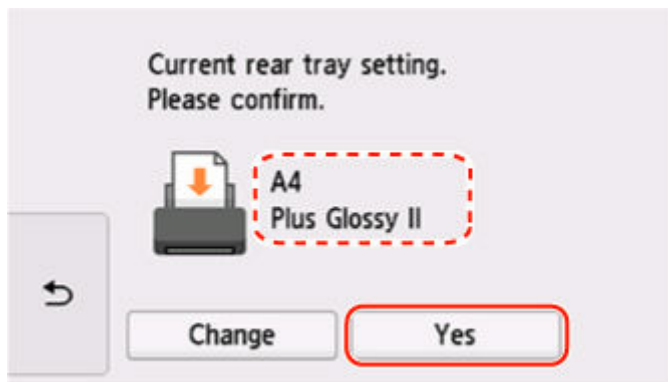 Current rear tray setting.
Please confirm.
A4
Plus Glossy II
Change
Yes